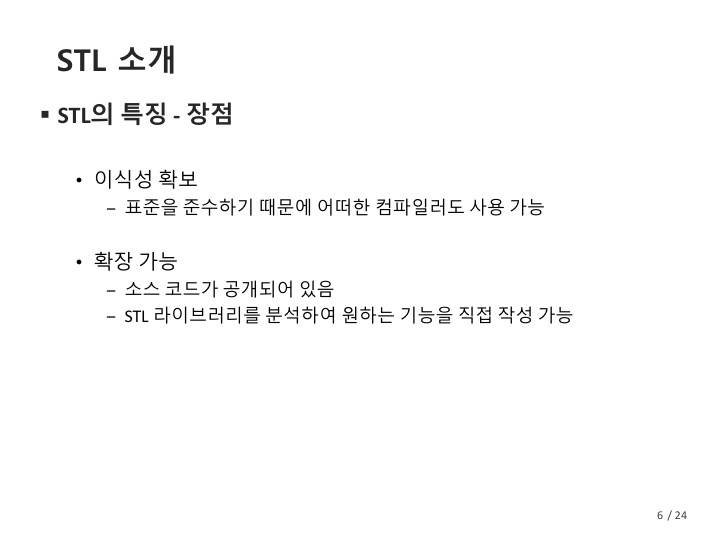 STL 소개
▪ STL의 특징 - 장점
• 이식성 확보
– 표준을 준수하기 때문에 어떠한 컴파일러도 사용 가능
• 확장 가능
– 소스 코드가 공개되어 있음
– STL 라이브러리를 분석하여 원하는 기능을 직접 작성 가능
6 / 24